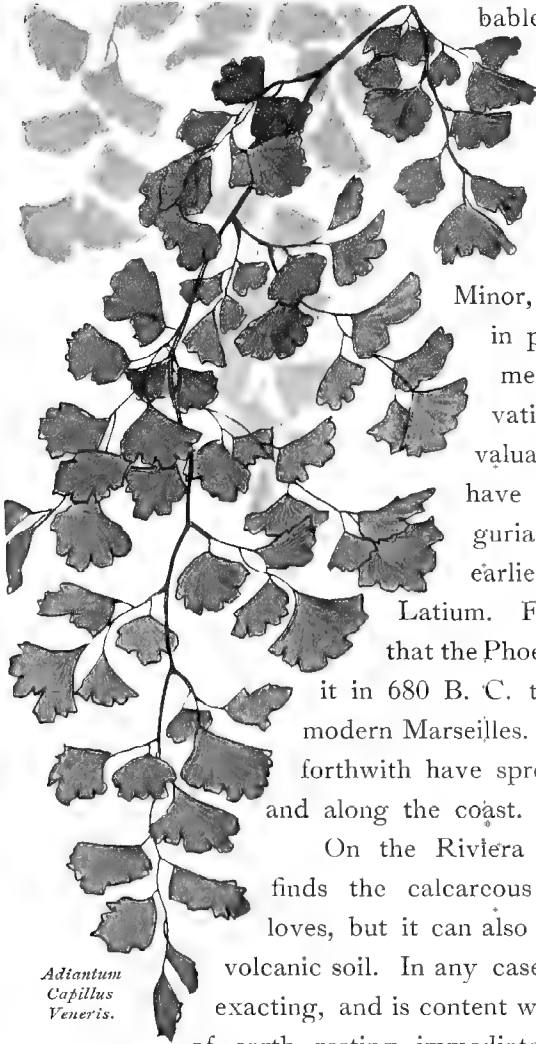 bable
Minor,
in p
me
vati
valua
have
guria
earlie
Latium. F
that the Phoe
it in 680 B. C. t
modern Marseilles.
forthwith have spre
and along the coast.
On the Riviera
finds the calcareous
loves, but it can also
volcanic soil. In any case
exacting, and is content w
Adiantum
Capillus
Veneris.